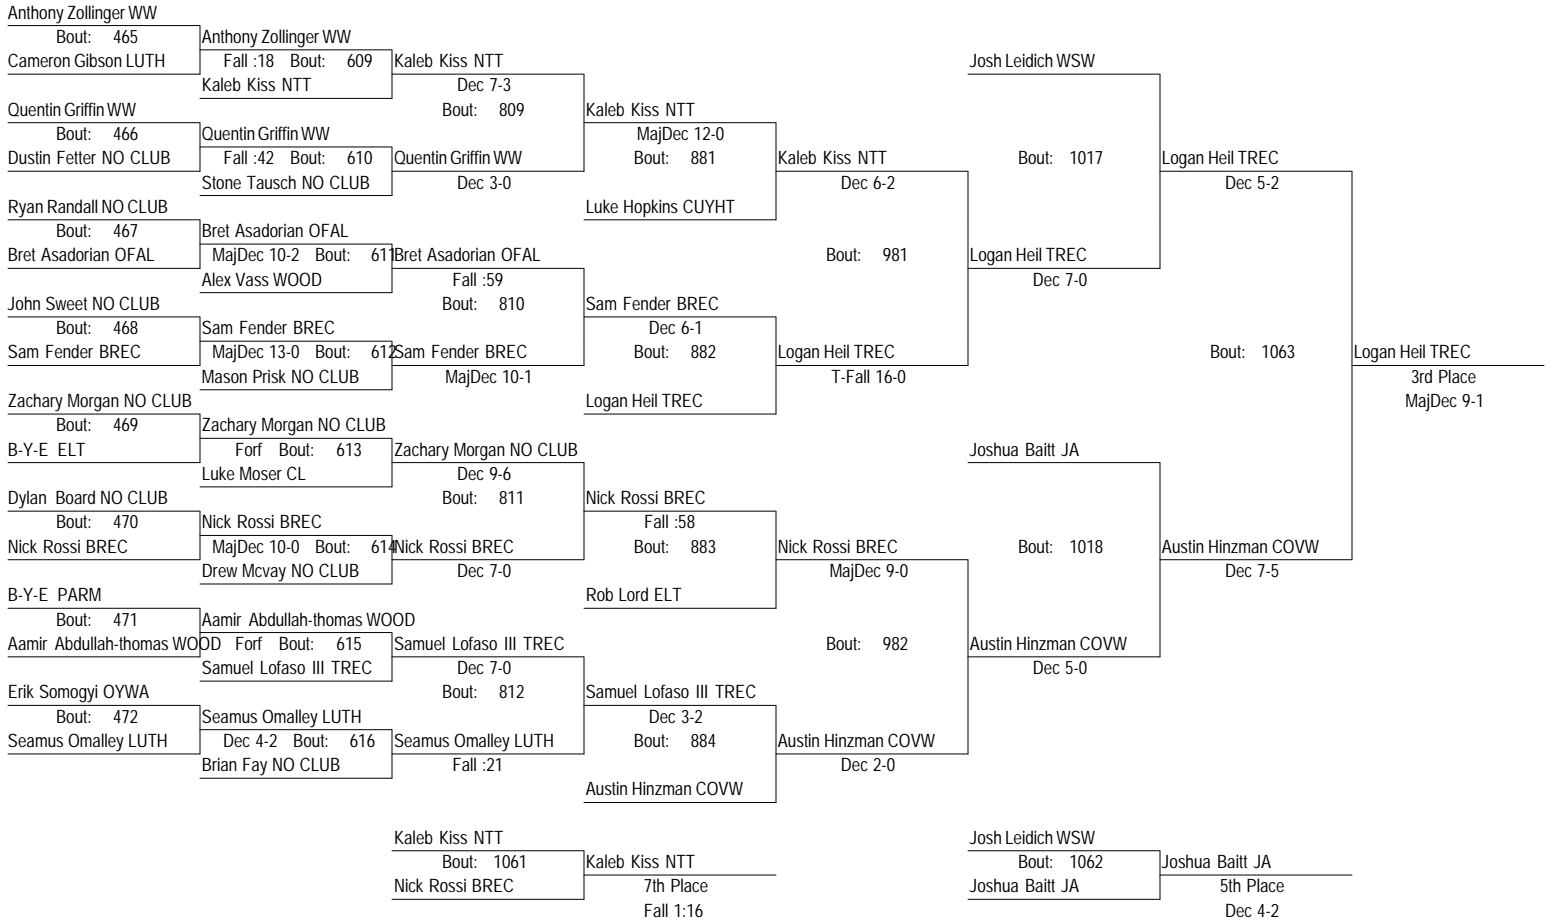 Anthony Zollinger WW
Bout: 465
Cameron Gibson LUTH
Quentin Griffin WW
Bout: 466
Dustin Fetter NO CLUB
Ryan Randall NO CLUB
Bout: 467
Bret Asadorian OFAL
John Sweet NO CLUB
Bout: 468
Sam Fender BREC
Zachary Morgan NO CLUB
Bout: 469
B-Y-E ELT
Dylan Board NO CLUB
Bout: 470
Nick Rossi BREC
B-Y-E PARM
Bout: 471
Aamir Abdullah-thomas WOOD
Erik Somogyi OYWA
Bout: 472
Seamus Omalley LUTH
Anthony Zollinger WW
Fall :18 Bout: 609
Kaleb Kiss NTT
Quentin Griffin WW
Fall :42 Bout: 610
Stone Tausch NO CLUB
Bret Asadorian OFAL
MajDec 10-2 Bout: 611
Alex Vass WOOD
Sam Fender BREC
MajDec 13-0 Bout: 612
Mason Prisk NO CLUB
Zachary Morgan NO CLUB
Forf Bout: 613
Luke Moser CL
Nick Rossi BREC
MajDec 10-0 Bout: 614
Drew Mcvay NO CLUB
Aamir Abdullah-thomas WOOD
Forf Bout: 615
Samuel Lofaso III TREC
Seamus Omalley LUTH
Dec 4-2 Bout: 616
Brian Fay NO CLUB
Kaleb Kiss NTT
Dec 7-3
Bout: 809
Quentin Griffin WW
Dec 3-0
Bret Asadorian OFAL
Fall :59
Bout: 810
Sam Fender BREC
MajDec 10-1
Zachary Morgan NO CLUB
Dec 9-6
Bout: 811
Nick Rossi BREC
Dec 7-0
Samuel Lofaso III TREC
Dec 7-0
Bout: 812
Seamus Omalley LUTH
Fall :21
Kaleb Kiss NTT
MajDec 12-0
Bout: 881
Luke Hopkins CUYHT
Sam Fender BREC
Dec 6-1
Bout: 882
Logan Heil TREC
Nick Rossi BREC
Fall :58
Bout: 883
Rob Lord ELT
Samuel Lofaso III TREC
Dec 3-2
Bout: 884
Austin Hinzman COVW
Kaleb Kiss NTT
Dec 6-2
Bout: 981
Logan Heil TREC
T-Fall 16-0
Nick Rossi BREC
MajDec 9-0
Bout: 982
Austin Hinzman COVW
Dec 2-0
Josh Leidich WSW
Bout: 1017
Logan Heil TREC
Dec 7-0
Joshua Baitt JA
Bout: 1018
Austin Hinzman COVW
Dec 5-0
Logan Heil TREC
Dec 5-2
Bout: 1063
Austin Hinzman COVW
Dec 7-5
Logan Heil TREC
3rd Place
MajDec 9-1
Kaleb Kiss NTT
Bout: 1061
Nick Rossi BREC
Kaleb Kiss NTT
7th Place
Fall 1:16
Josh Leidich WSW
Bout: 1062
Joshua Baitt JA
Joshua Baitt JA
5th Place
Dec 4-2